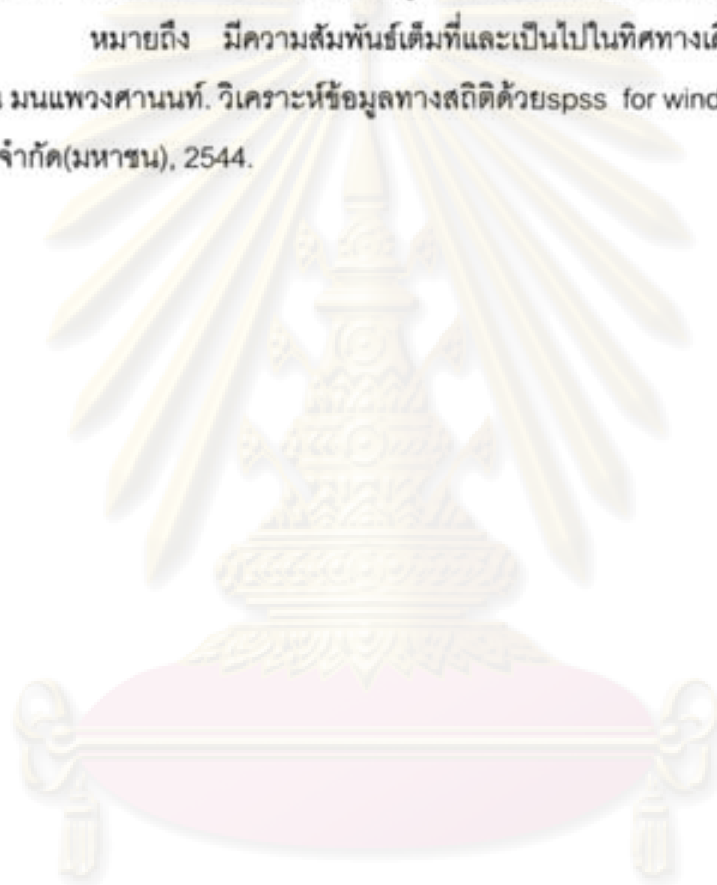 หมายถึง มีความสัมพันธ์เต็มที่และเป็นไปในทิศทางเดี
มนแพวงศานนท์. วิเคราะห์ข้อมูลทางสถิติด้วยspss for wind
จำกัด(มหาชน), 2544.